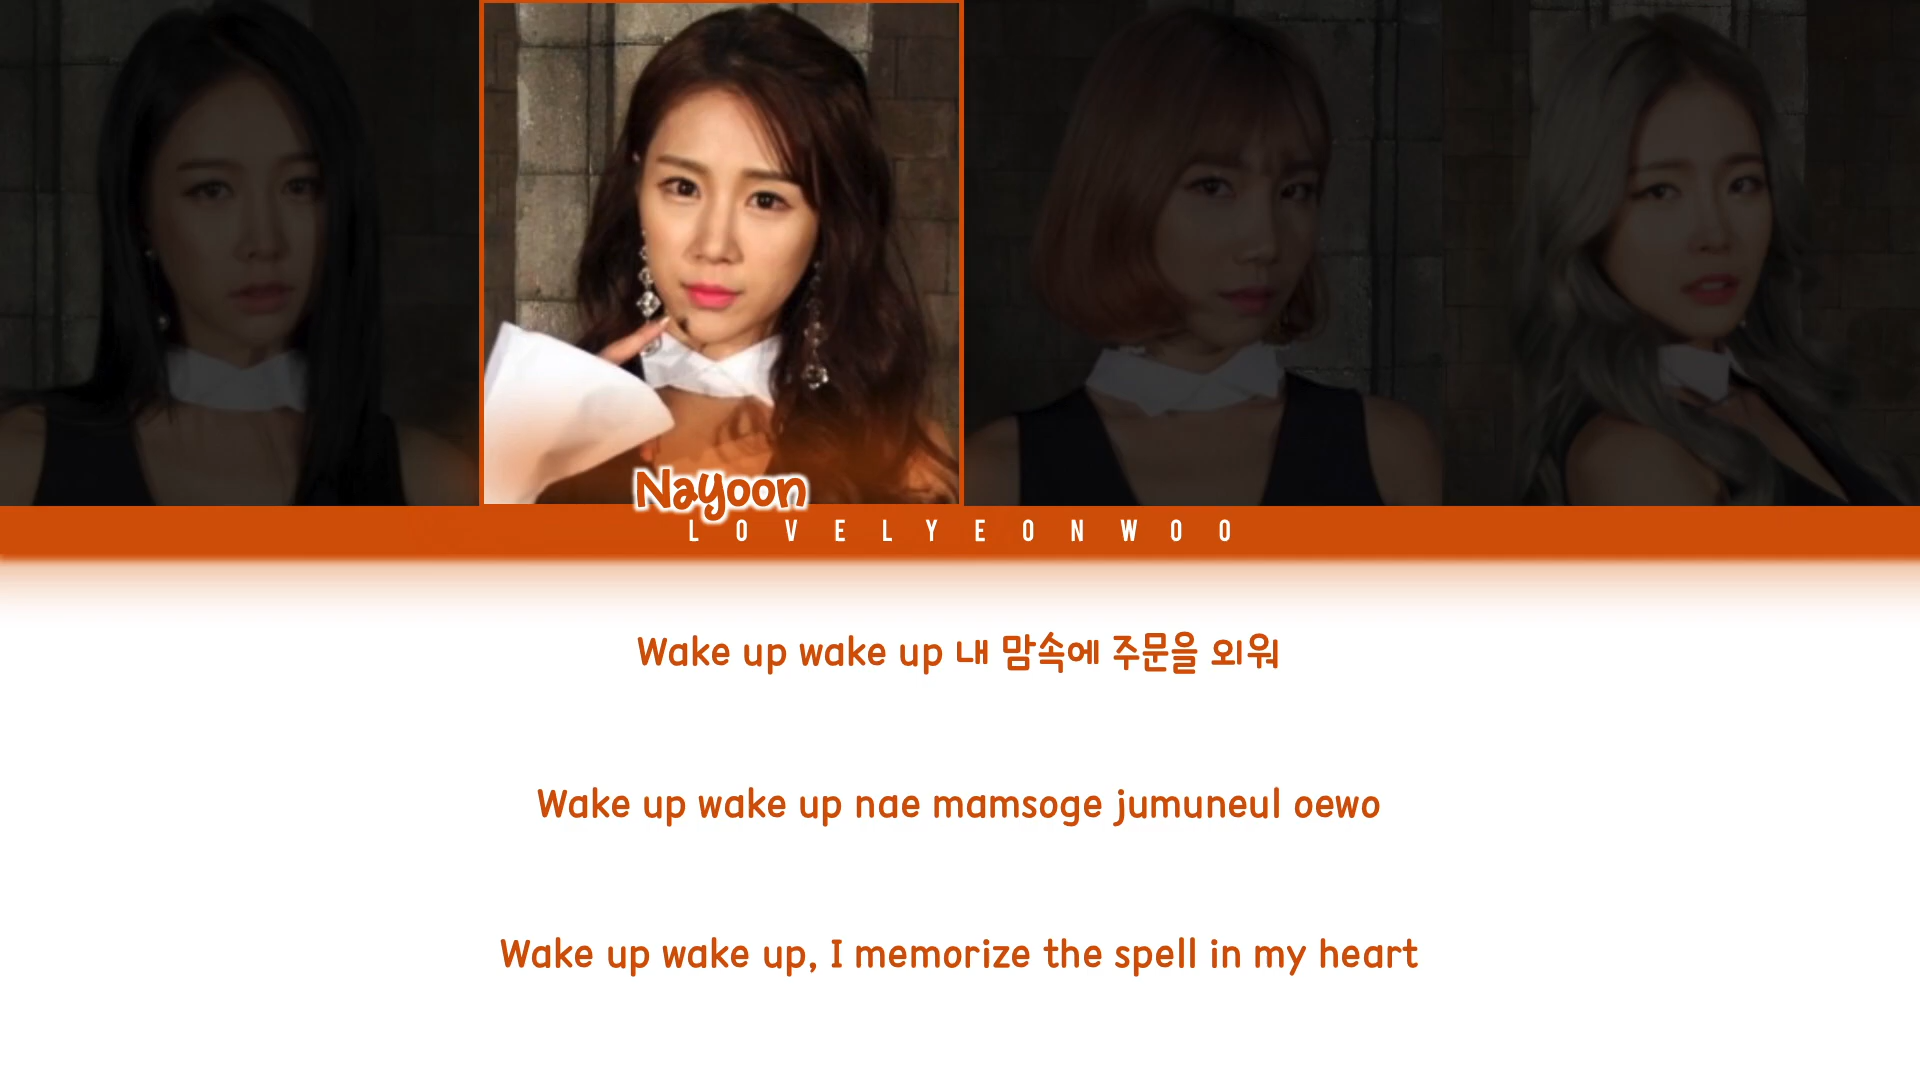 Nayoon
LOVELYEONWOO
Wake up wake up 내 맘속에 주문을 외워
Wake up wake up nae mamsoge jumuneul oewo
Wake up wake up, I memorize the spell in my heart